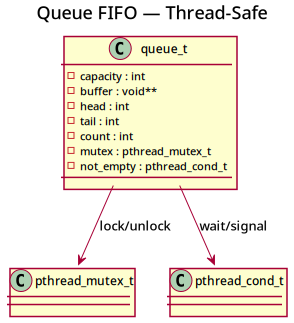 Queue FIFO — Thread-Safe
C queue_t
capacity : int
buffer : void**
head : int
tail : int
count : int
mutex : pthread_mutex_t
not_empty : pthread_cond_t
lock/unlock
wait/signal
C pthread_mutex_t
C pthread_cond_t